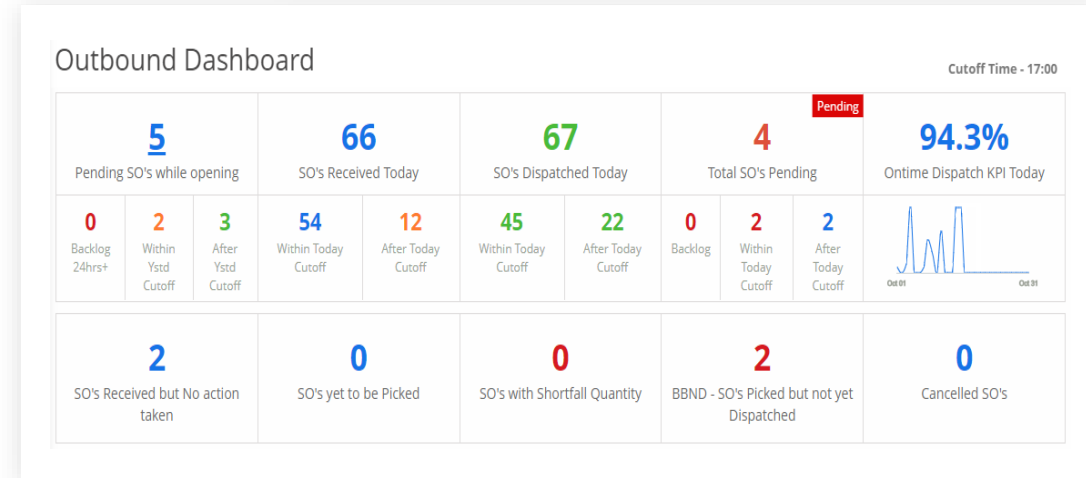 Outbound Dashboard
Cutoff Time - 17:00
Pending
5
66
67
4
94.3%
Pending SO's while opening
SO's Received Today
SO's Dispatched Today
Total SO's Pending
Ontime Dispatch KPI Today
0
Backlog
24hrs+
2
Within
Ystd
Cutoff
3
After
Ystd
Cutoff
54
Within Today
Cutoff
12
After Today
Cutoff
45
Within Today
Cutoff
22
After Today
Cutoff
0
Backlog
2
Within
Today
Cutoff
2
After
Today
Cutoff
Oct 01
Oct 31
2
SO's Received but No action
taken
0
SO's yet to be Picked
0
SO's with Shortfall Quantity
2
BBND - SO's Picked but not yet
Dispatched
0
Cancelled SO's